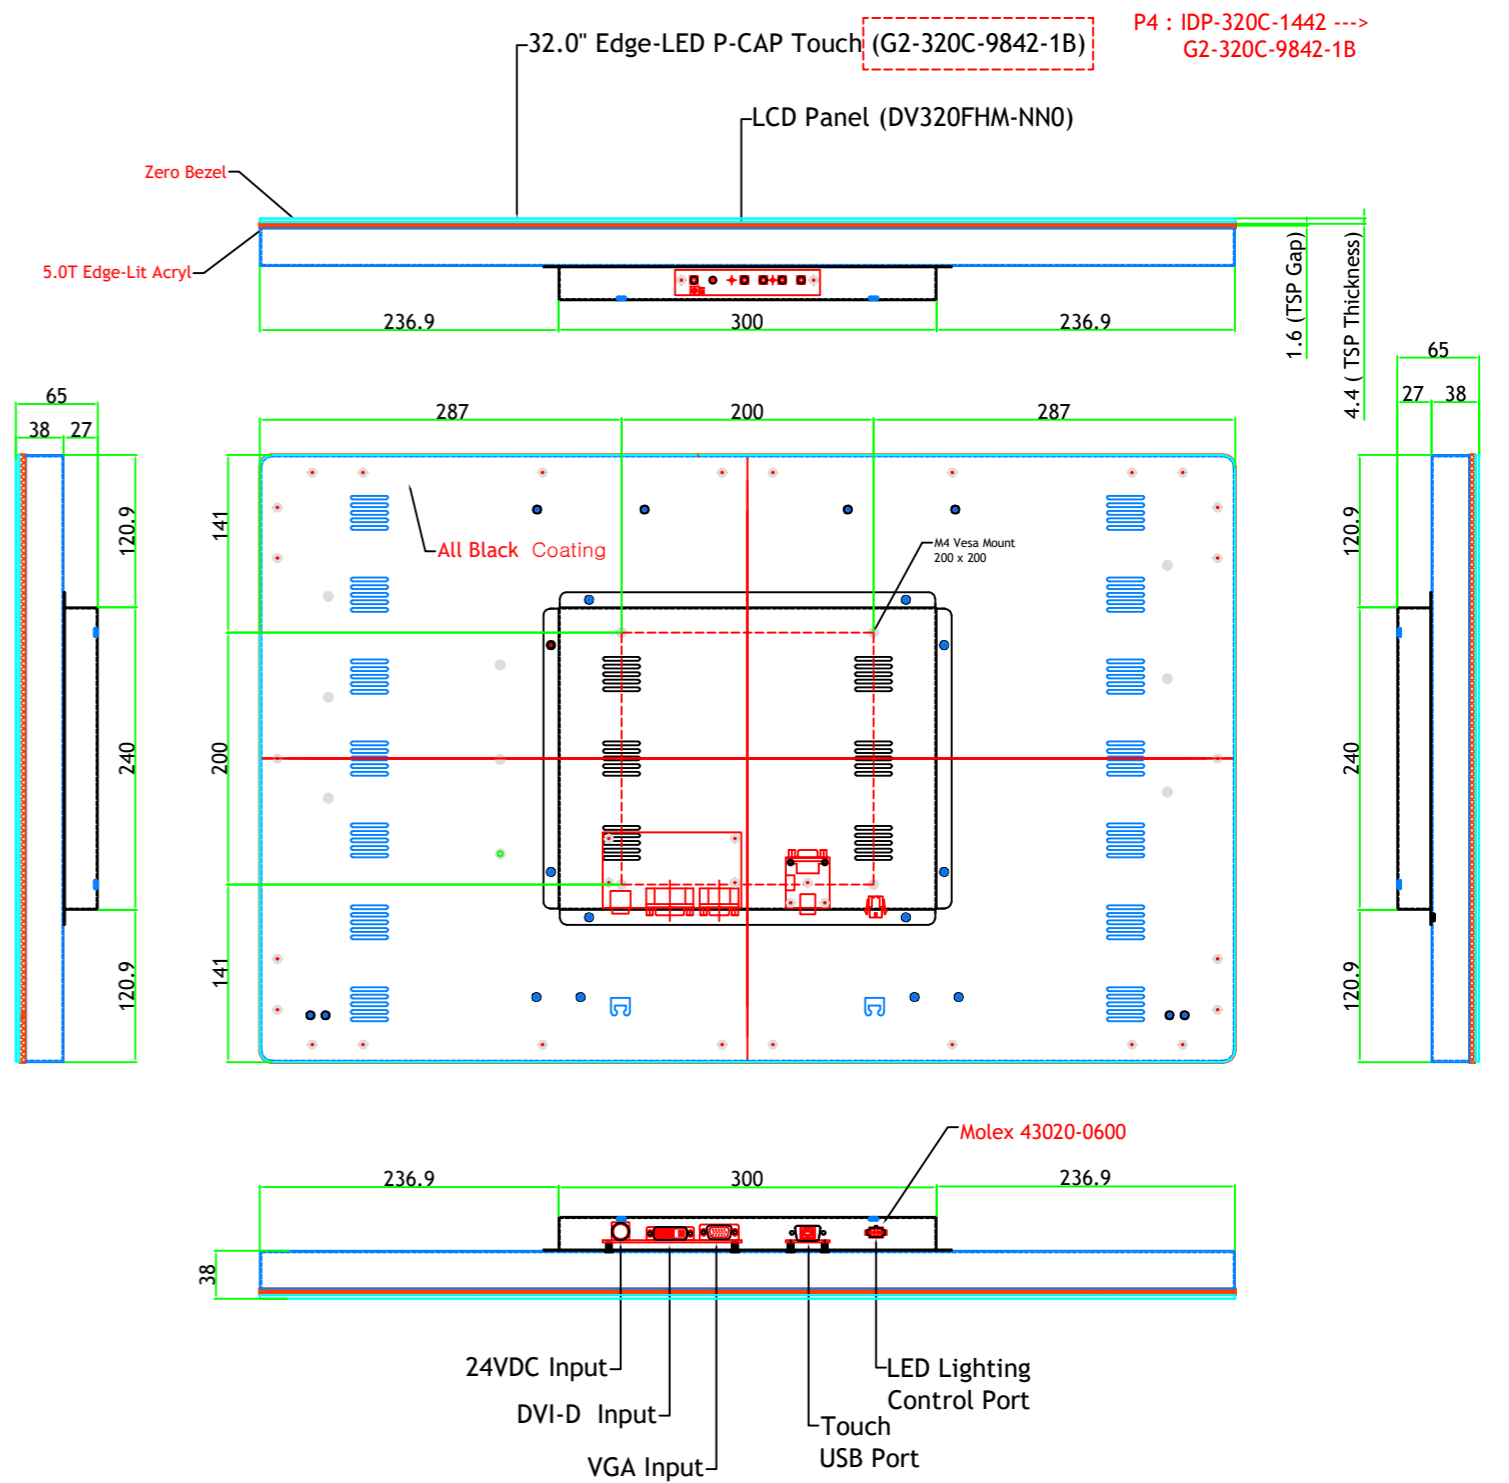 32.0" Edge-LED P-CAP Touch (G2-320C-9842-1B)
P4 : IDP-320C-1442 --->
G2-320C-9842-1B
LCD Panel (DV320FHM-NN0)
Zero Bezel
5.0T Edge-Lit Acryl
236.9
300
236.9
1.6 (TSP Gap)
4.4 ( TSP Thickness)
65
38
27
120.9
240
120.9
287
200
287
141
200
141
All Black Coating
M4 Vesa Mount
200 x 200
65
27
38
120.9
240
120.9
Molex 43020-0600
236.9
300
236.9
38
24VDC Input
DVI-D Input
VGA Input
LED Lighting
Control Port
Touch
USB Port